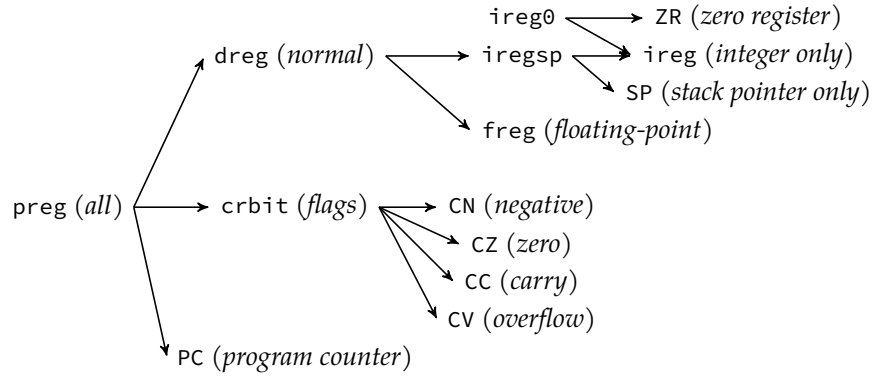 ireg0 ZR (zero register)
dreg (normal) iregsp ireg (integer only)
SP (stack pointer only)
freg (floating-point)
preg (all) crbit (flags) CN (negative)
CZ (zero)
CC (carry)
CV (overflow)
PC (program counter)